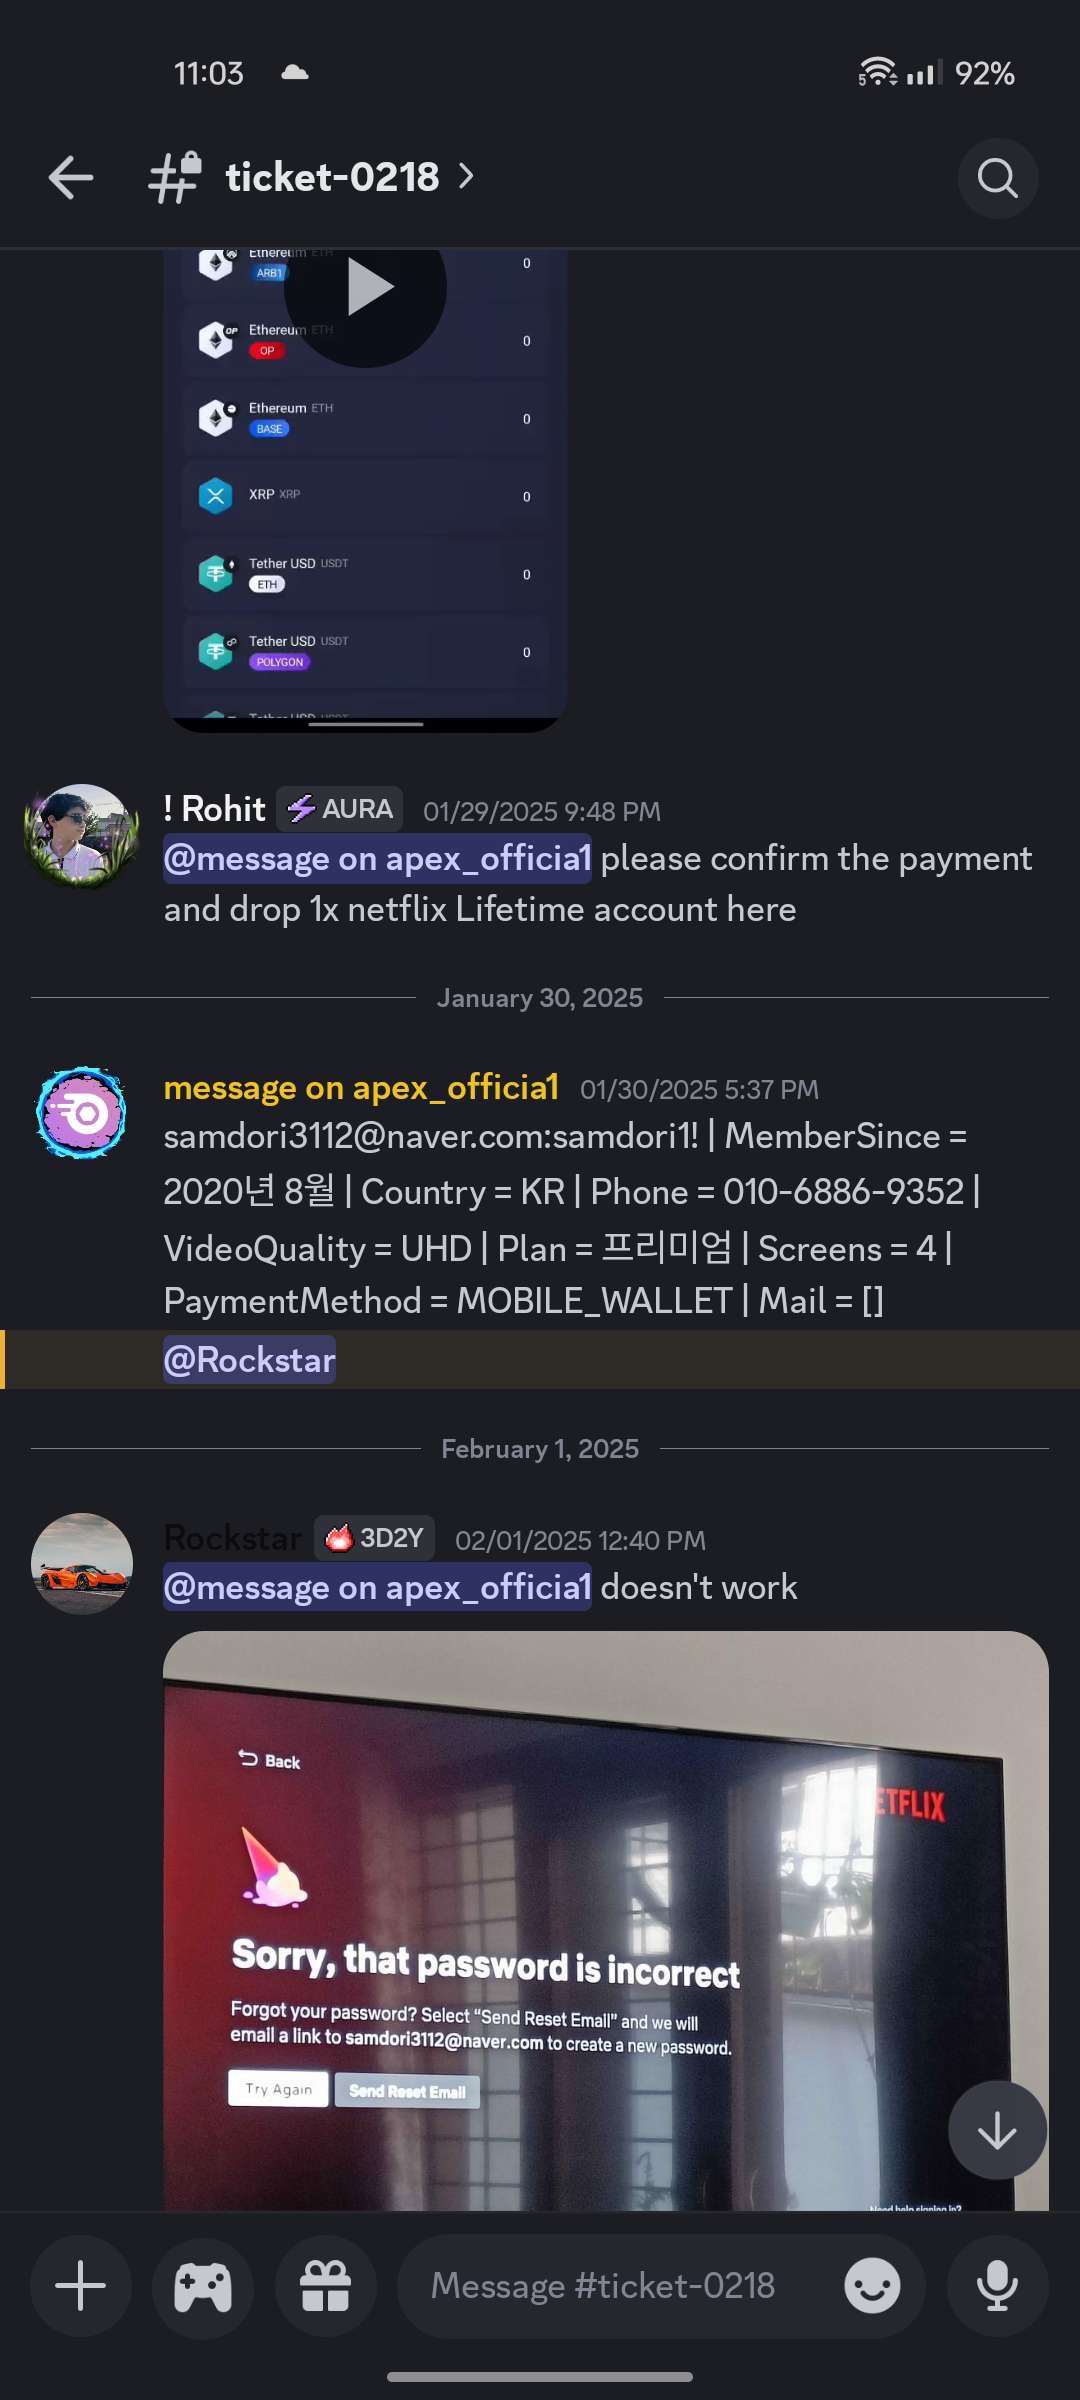 11:03
5
92%
ticket-0218
Ethereum ETH
ARB1
0
OP
Ethereum ETH
OP
0
Ethereum ETH
BASE
0
XRP XRP
0
Tether USD USDT
ETH
0
Tether USD USDT
POLYGON
0
Tether USD USDT
! Rohit AURA 01/29/2025 9:48 PM
@message on apex_officia1 please confirm the payment
and drop 1x netflix Lifetime account here
January 30, 2025
message on apex_officia1 01/30/2025 5:37 PM
samdori3112@naver.com:samdori1! | MemberSince =
2020년 8월 | Country = KR | Phone = 010-6886-9352 |
VideoQuality = UHD | Plan = 프리미엄 | Screens = 4 |
PaymentMethod = MOBILE_WALLET | Mail = []
@Rockstar
February 1, 2025
Rockstar 3D2Y 02/01/2025 12:40 PM
@message on apex_officia1 doesn't work
Back
ETFLIX
Sorry, that password is incorrect
Forgot your password? Select “Send Reset Email” and we will
email a link to samdori3112@naver.com to create a new password.
Try Again
Send Reset Email
Need help signing in?
Message #ticket-0218